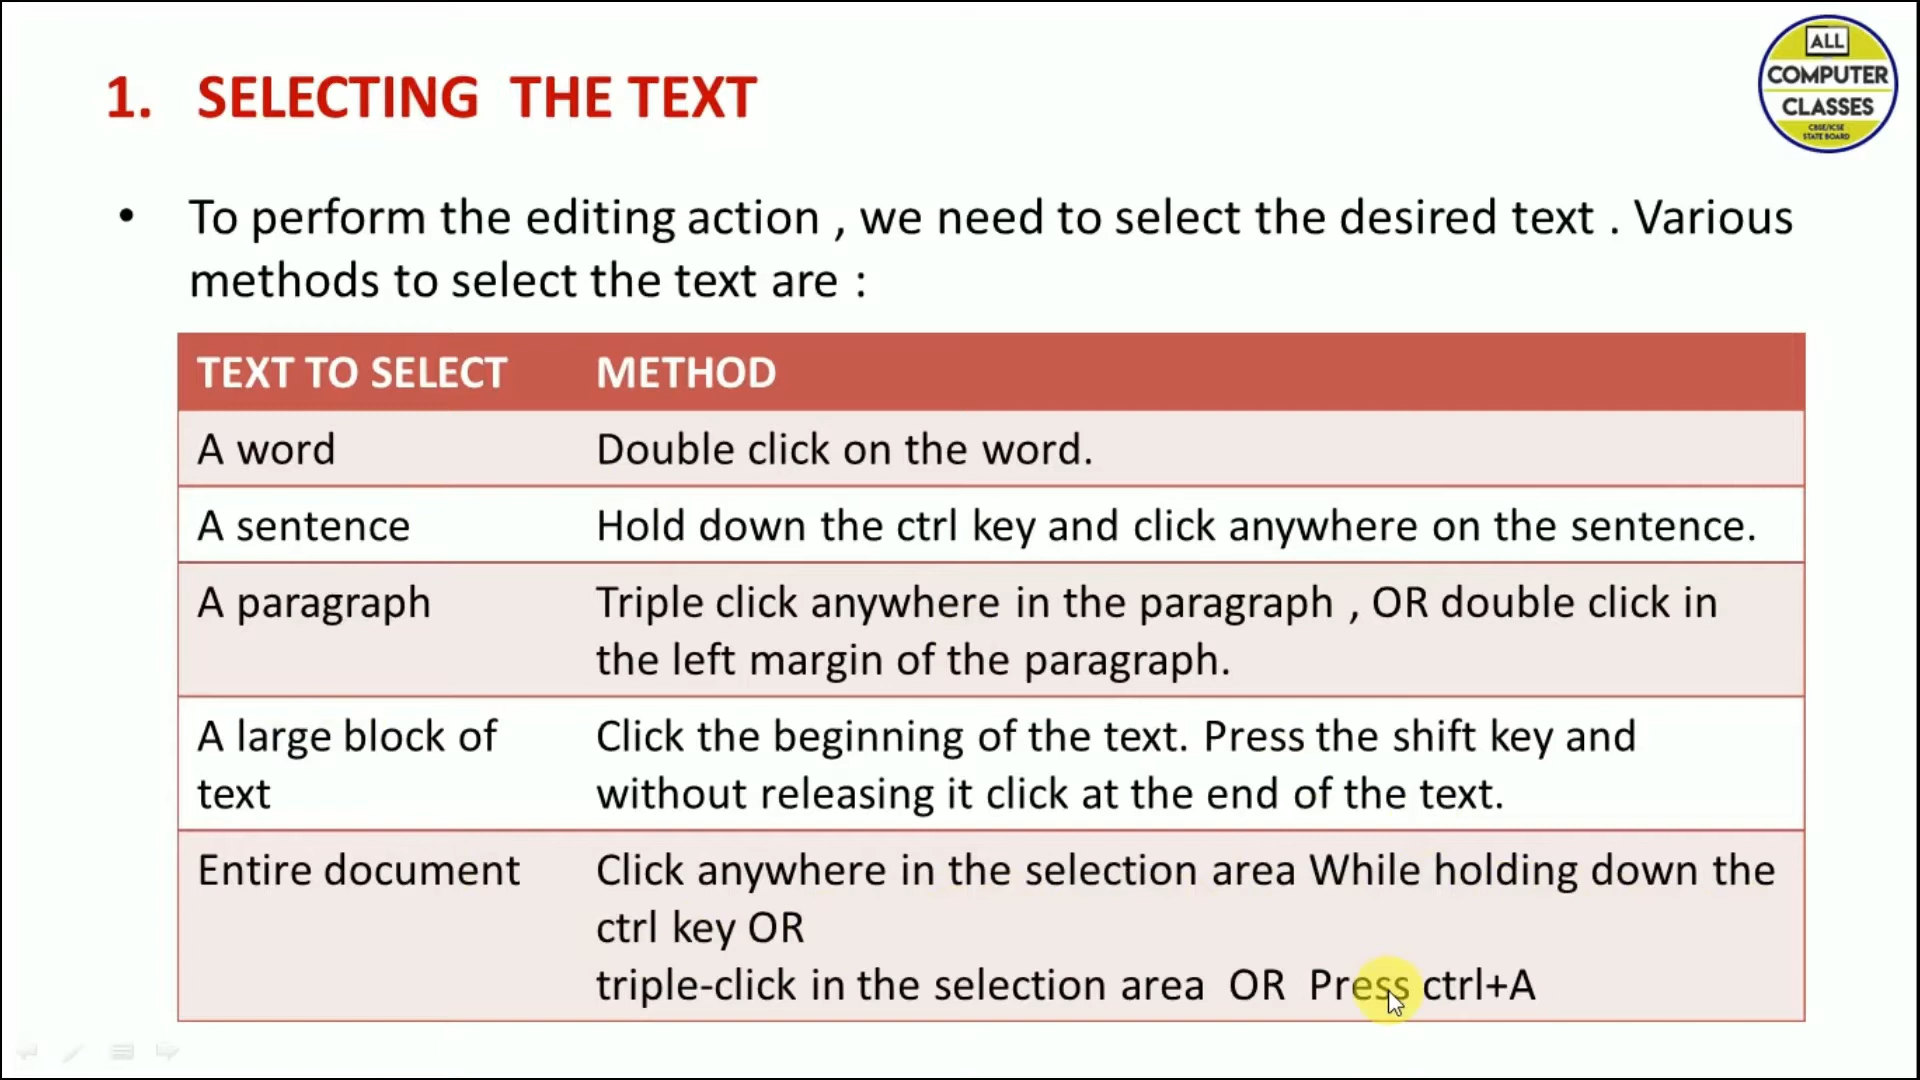 ALL
COMPUTER
CLASSES
CBSE/ICSE
STATE BOARD
1. SELECTING THE TEXT
• To perform the editing action , we need to select the desired text . Various
methods to select the text are :
TEXT TO SELECT METHOD
A word Double click on the word.
A sentence Hold down the ctrl key and click anywhere on the sentence.
A paragraph Triple click anywhere in the paragraph , OR double click in
the left margin of the paragraph.
A large block of Click the beginning of the text. Press the shift key and
text without releasing it click at the end of the text.
Entire document Click anywhere in the selection area While holding down the
ctrl key OR
triple-click in the selection area OR Press ctrl+A